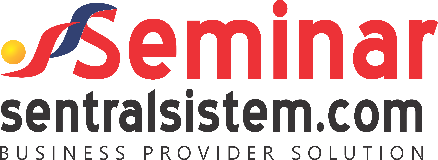 Seminar
sentralsistem.com
BUSINESS PROVIDER SOLUTION